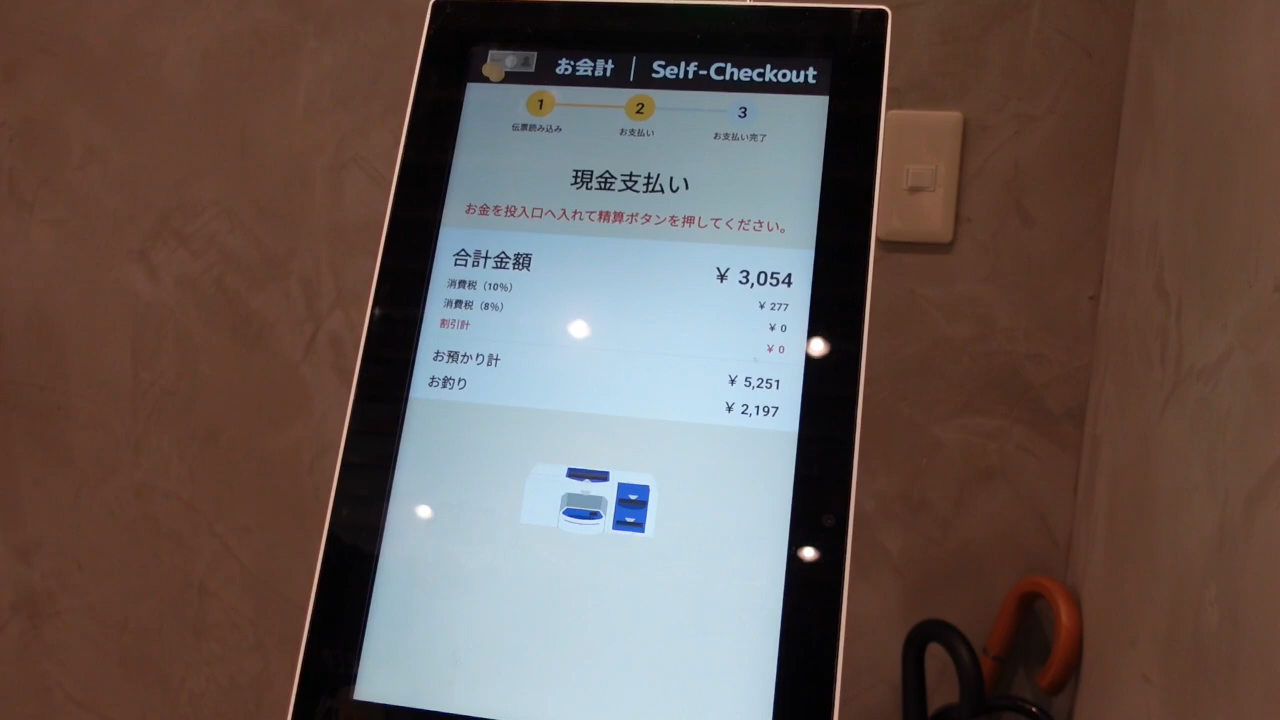 お会計 | Self-Checkout
1 2 3
伝票読み込み お支払い お支払い完了
現金支払い
お金を投入口へ入れて精算ボタンを押してください。
合計金額 ¥ 3,054
消費税（10%） ¥ 277
消費税（8%） ¥ 0
割引計 ¥ 0
お預かり計 ¥ 5,251
お釣り ¥ 2,197